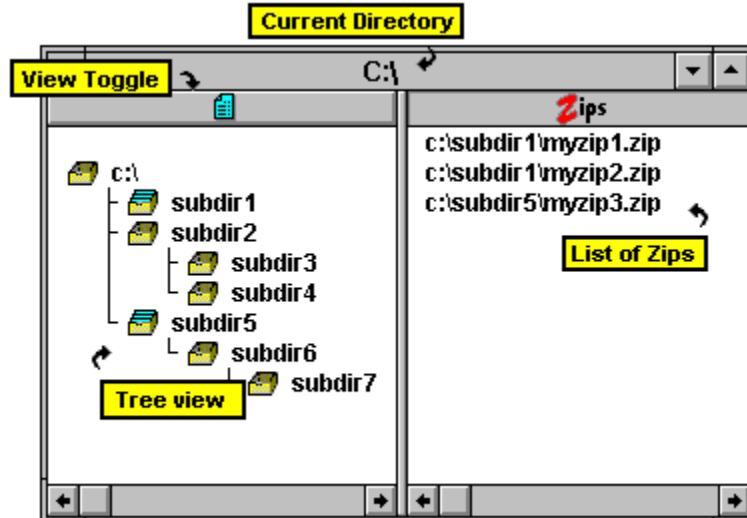 Current Directory
C:\
View Toggle
Zips
c:\
subdir1
subdir2
subdir3
subdir4
subdir5
subdir6
subdir7
Tree view
c:\subdir1\myzip1.zip
c:\subdir1\myzip2.zip
c:\subdir5\myzip3.zip
List of Zips